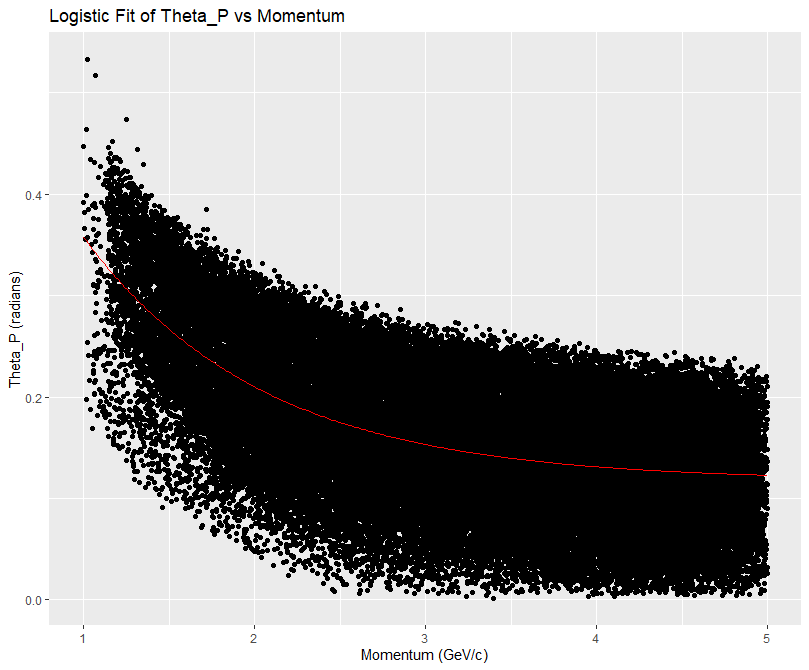 Logistic Fit of Theta_P vs Momentum
Theta_P (radians)
0.4
0.2
0.0
1 2 3 4 5
Momentum (GeV/c)